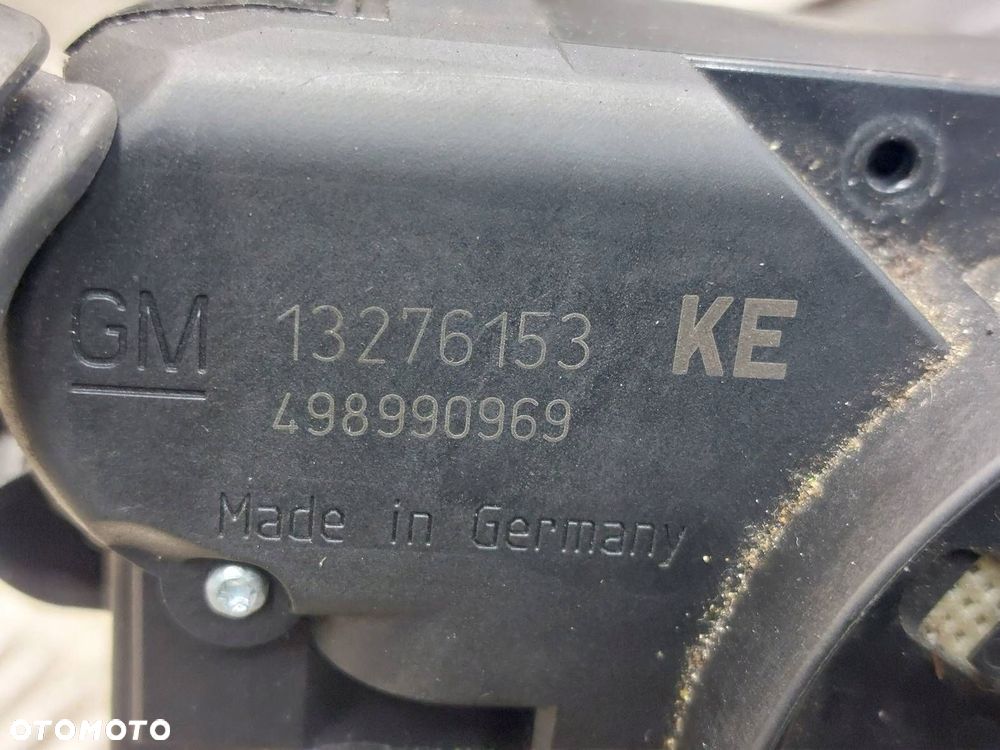 GM 13276153 KE
498990969
Made in Germany
OTOMOTO